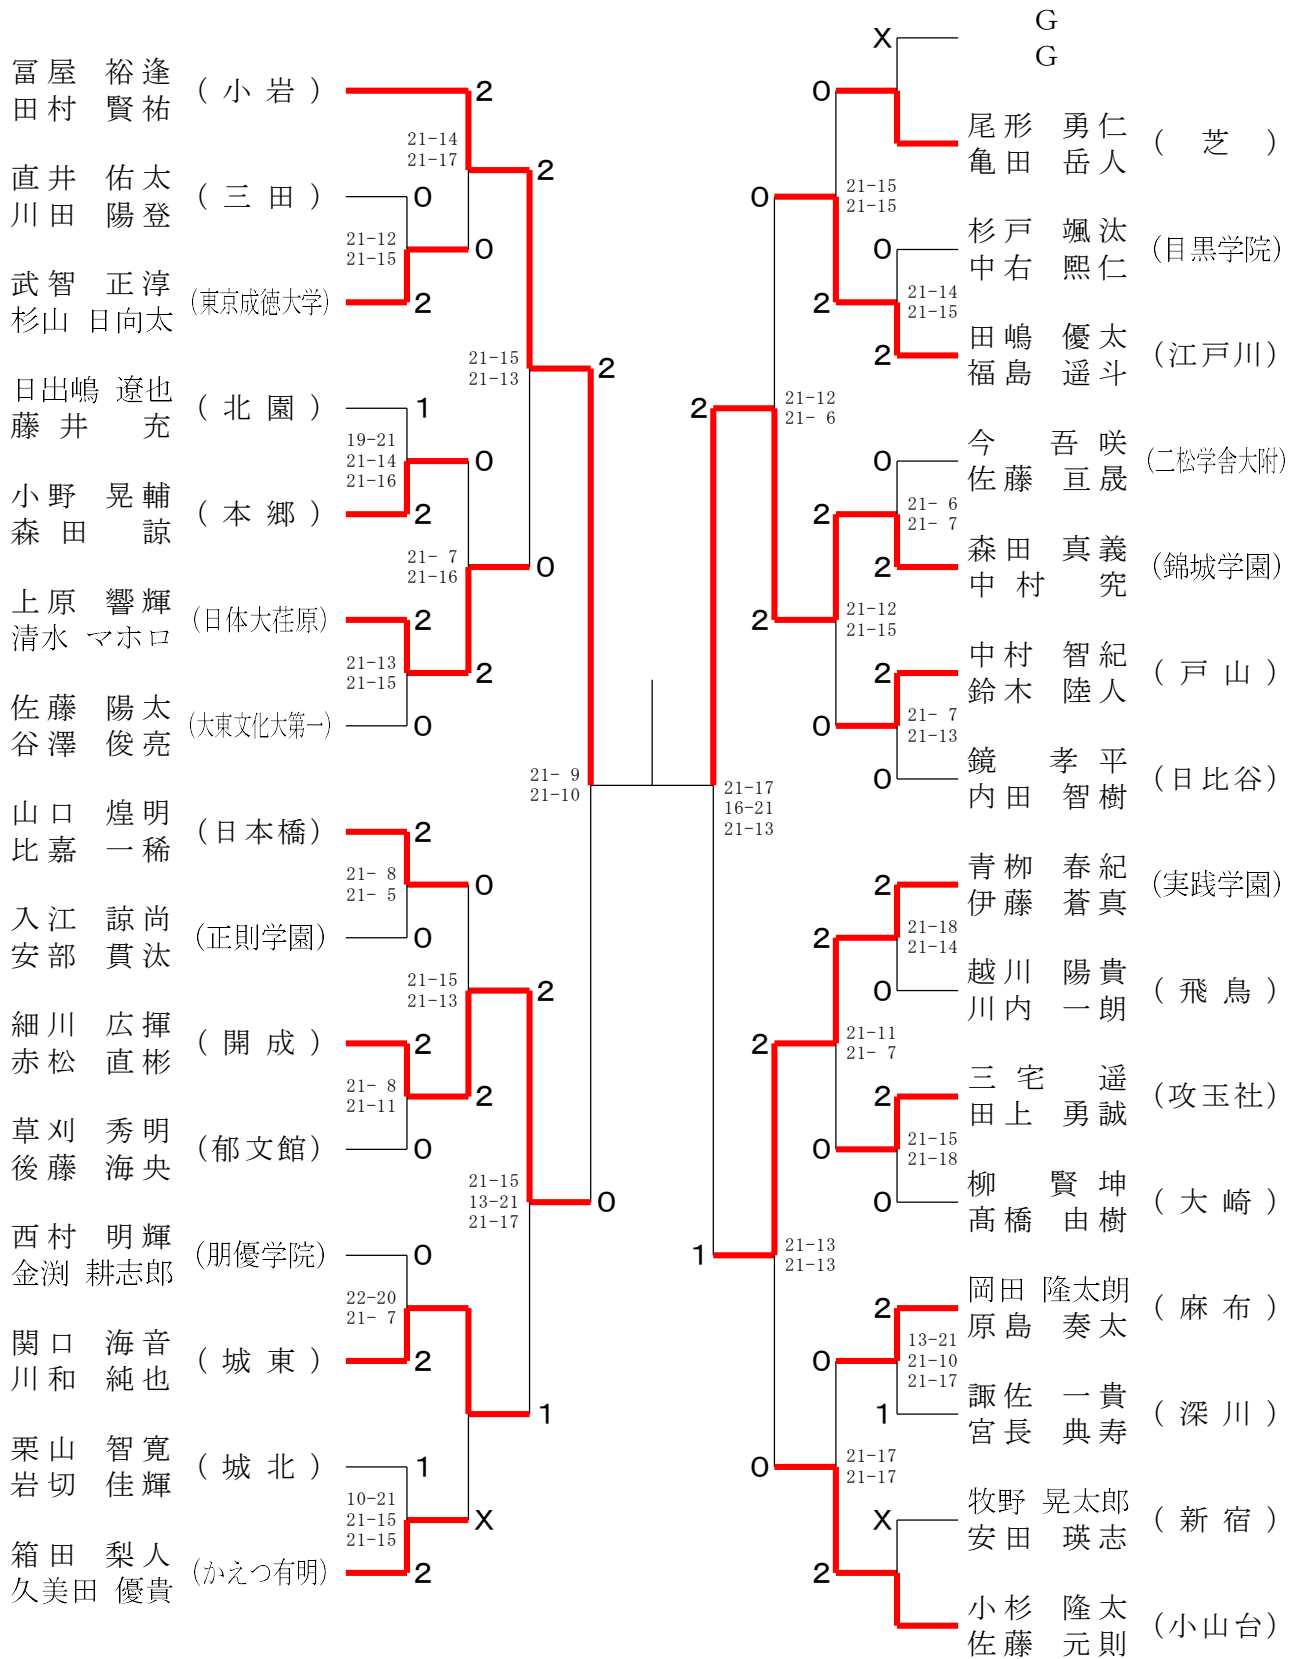 冨屋 裕逢
田村 賢祐
(小岩)
2
21-14
21-17
2
直井 佑太
川田 陽登
(三田)
0
21-12
21-15
0
武智 正淳
杉山 日向太
(東京成徳大学)
2
21-15
21-13
2
日出嶋 遼也
藤井 充
(北園)
1
19-21
21-14
21-16
0
小野 晃輔
森田 諒
(本郷)
2
21- 7
21-16
0
上原 響輝
清水 マホロ
(日体大荏原)
2
21-13
21-15
2
佐藤 陽太
谷澤 俊亮
(大東文化大第一)
0
21- 9
21-10
山口 煌明
比嘉 一稀
(日本橋)
2
21- 8
21- 5
0
入江 諒尚
安部 貫汰
(正則学園)
0
21-15
21-13
2
細川 広揮
赤松 直彬
(開成)
2
21- 8
21-11
2
草刈 秀明
後藤 海央
(郁文館)
0
21-15
13-21
21-17
0
西村 明輝
金渕 耕志郎
(朋優学院)
0
22-20
21- 7
関口 海音
川和 純也
(城東)
2
1
栗山 智寛
岩切 佳輝
(城北)
1
10-21
21-15
21-15
X
箱田 梨人
久美田 優貴
(かえつ有明)
2
G
G
X
0
尾形 勇仁
亀田 岳人
(芝)
21-15
21-15
0
杉戸 颯汰
中右 熙仁
(目黒学院)
0
21-14
21-15
2
田嶋 優太
福島 遥斗
(江戸川)
2
21-12
21- 6
2
今 吾咲
佐藤 亘晟
(二松学舎大附)
0
21- 6
21- 7
2
森田 真義
中村 究
(錦城学園)
2
21-12
21-15
2
中村 智紀
鈴木 陸人
(戸山)
2
21- 7
21-13
0
鏡 孝平
内田 智樹
(日比谷)
0
21-17
16-21
21-13
青栁 春紀
伊藤 蒼真
(実践学園)
2
21-18
21-14
2
越川 陽貴
川内 一朗
(飛鳥)
0
21-11
21- 7
2
三宅 遥
田上 勇誠
(攻玉社)
2
21-15
21-18
0
柳 賢坤
髙橋 由樹
(大崎)
0
21-13
21-13
1
岡田 隆太朗
原島 奏太
(麻布)
2
13-21
21-10
21-17
0
諏佐 一貴
宮長 典寿
(深川)
1
21-17
21-17
0
牧野 晃太郎
安田 瑛志
(新宿)
X
2
小杉 隆太
佐藤 元則
(小山台)